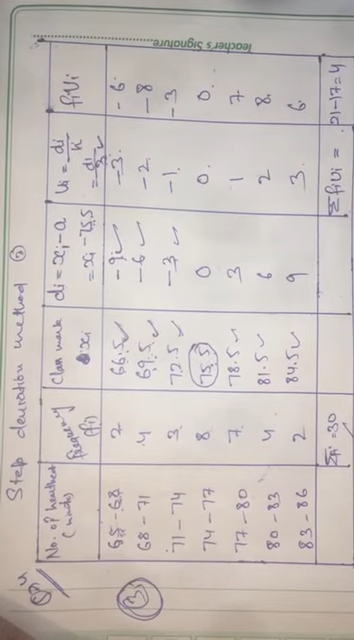 Step deviation method
No. of heartbeat (units) | frequency (fi) | Class mark xi | di = xi - a = xi - 75.5 | Ui = di/h = di/3 | fiUi
65 - 68 | 2 | 66.5 | -9 | -3 | -6
68 - 71 | 4 | 69.5 | -6 | -2 | -8
71 - 74 | 3 | 72.5 | -3 | -1 | -3
74 - 77 | 8 | 75.5 | 0 | 0 | 0
77 - 80 | 7 | 78.5 | 3 | 1 | 7
80 - 83 | 4 | 81.5 | 6 | 2 | 8
83 - 86 | 2 | 84.5 | 9 | 3 | 6
Σfi = 30 | ΣfiUi = 21-17 = 4
Teacher's Signature